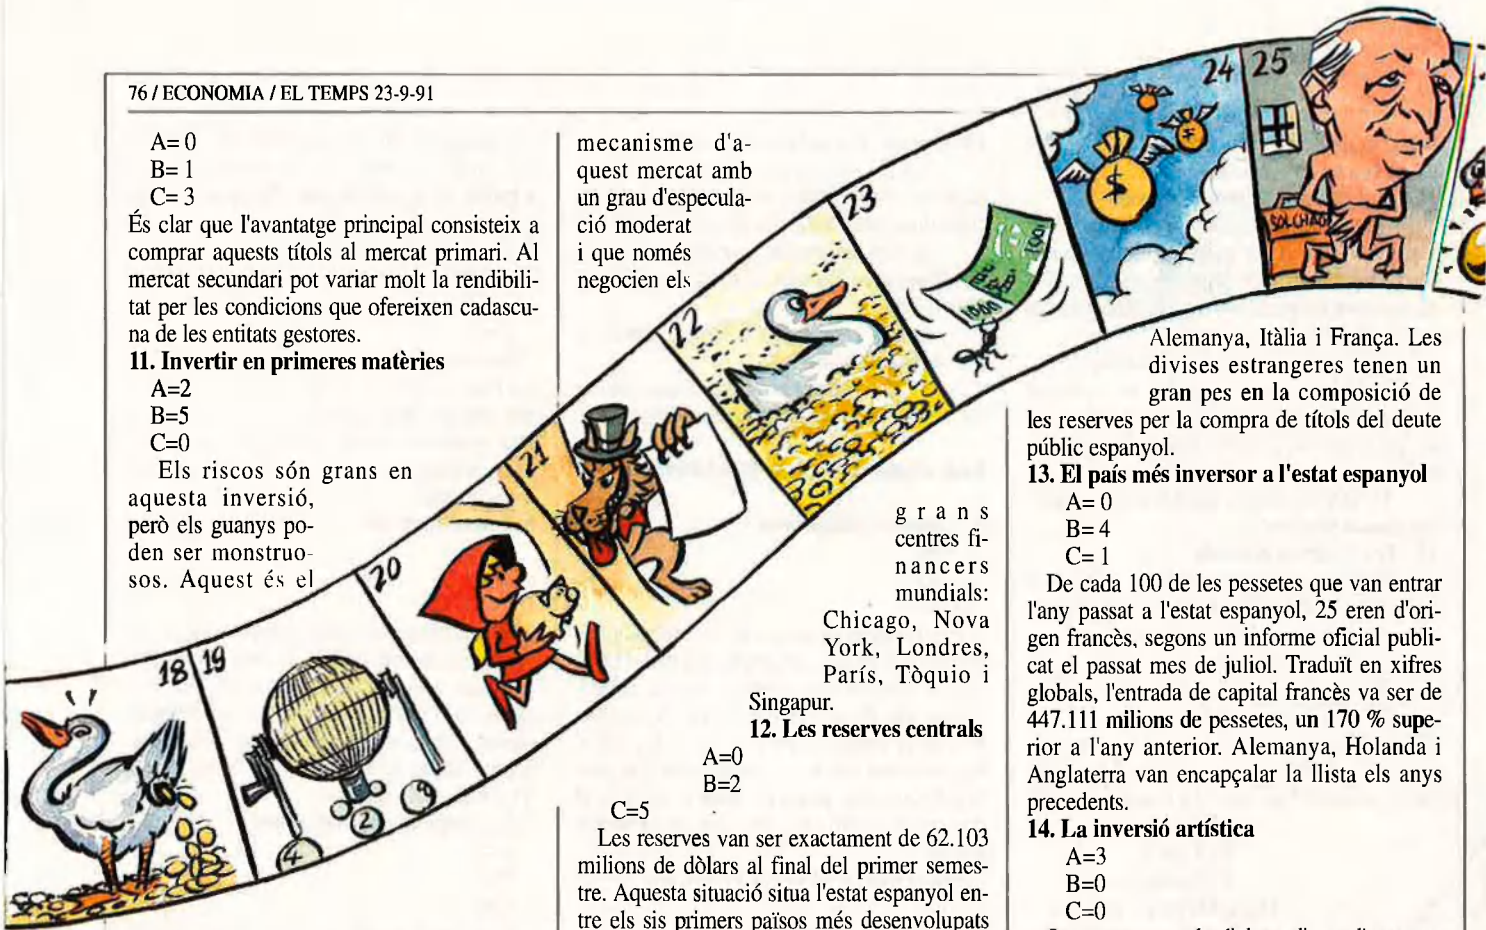 76 / ECONOMIA / EL TEMPS 23-9-91
A= 0
B= 1
C= 3
És clar que l'avantatge principal consisteix a
comprar aquests títols al mercat primari. Al
mercat secundari pot variar molt la rendibili-
tat per les condicions que ofereixen cadascu-
na de les entitats gestores.
11. Invertir en primeres matèries
A=2
B=5
C=0
Els riscos són grans en
aquesta inversió,
però els guanys po-
den ser monstruo-
sos. Aquest és el
mecanisme d'a-
quest mercat amb
un grau d'especula-
ció moderat
i que només
negocien els
grans
centres fi-
nancers
mundials:
Chicago, Nova
York, Londres,
París, Tòquio i
Singapur.
12. Les reserves centrals
A=0
B=2
C=5
Les reserves van ser exactament de 62.103
milions de dòlars al final del primer semes-
tre. Aquesta situació situa l'estat espanyol en-
tre els sis primers països més desenvolupats
Alemanya, Itàlia i França. Les
divises estrangeres tenen un
gran pes en la composició de
les reserves per la compra de títols del deute
públic espanyol.
13. El país més inversor a l'estat espanyol
A= 0
B= 4
C= 1
De cada 100 de les pessetes que van entrar
l'any passat a l'estat espanyol, 25 eren d'ori-
gen francès, segons un informe oficial publi-
cat el passat mes de juliol. Traduït en xifres
globals, l'entrada de capital francès va ser de
447.111 milions de pessetes, un 170 % supe-
rior a l'any anterior. Alemanya, Holanda i
Anglaterra van encapçalar la llista els anys
precedents.
14. La inversió artística
A=3
B=0
C=0
18
19
4
2
9
20
21
22
23
1000
24
$
25
SOLCHAGA